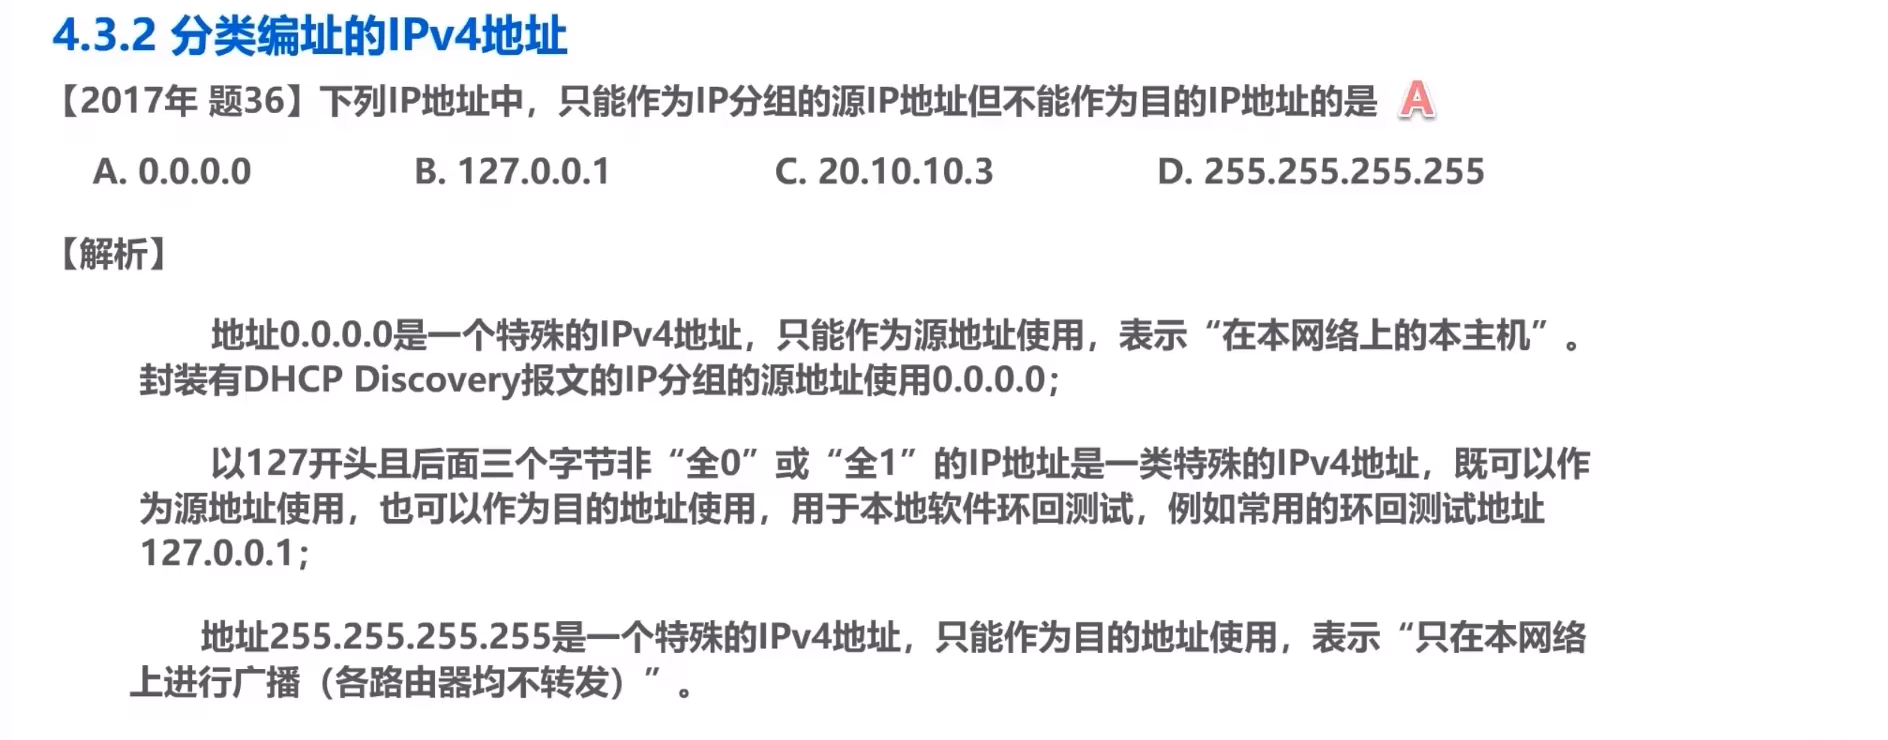 4.3.2 分类编址的IPv4地址
【2017年 题36】下列IP地址中，只能作为IP分组的源IP地址但不能作为目的IP地址的是 A
A. 0.0.0.0 B. 127.0.0.1 C. 20.10.10.3 D. 255.255.255.255
【解析】
地址0.0.0.0是一个特殊的IPv4地址，只能作为源地址使用，表示“在本网络上的本主机”。
封装有DHCP Discovery报文的IP分组的源地址使用0.0.0.0；
以127开头且后面三个字节非“全0”或“全1”的IP地址是一类特殊的IPv4地址，既可以作
为源地址使用，也可以作为目的地址使用，用于本地软件环回测试，例如常用的环回测试地址
127.0.0.1；
地址255.255.255.255是一个特殊的IPv4地址，只能作为目的地址使用，表示“只在本网络
上进行广播（各路由器均不转发）”。